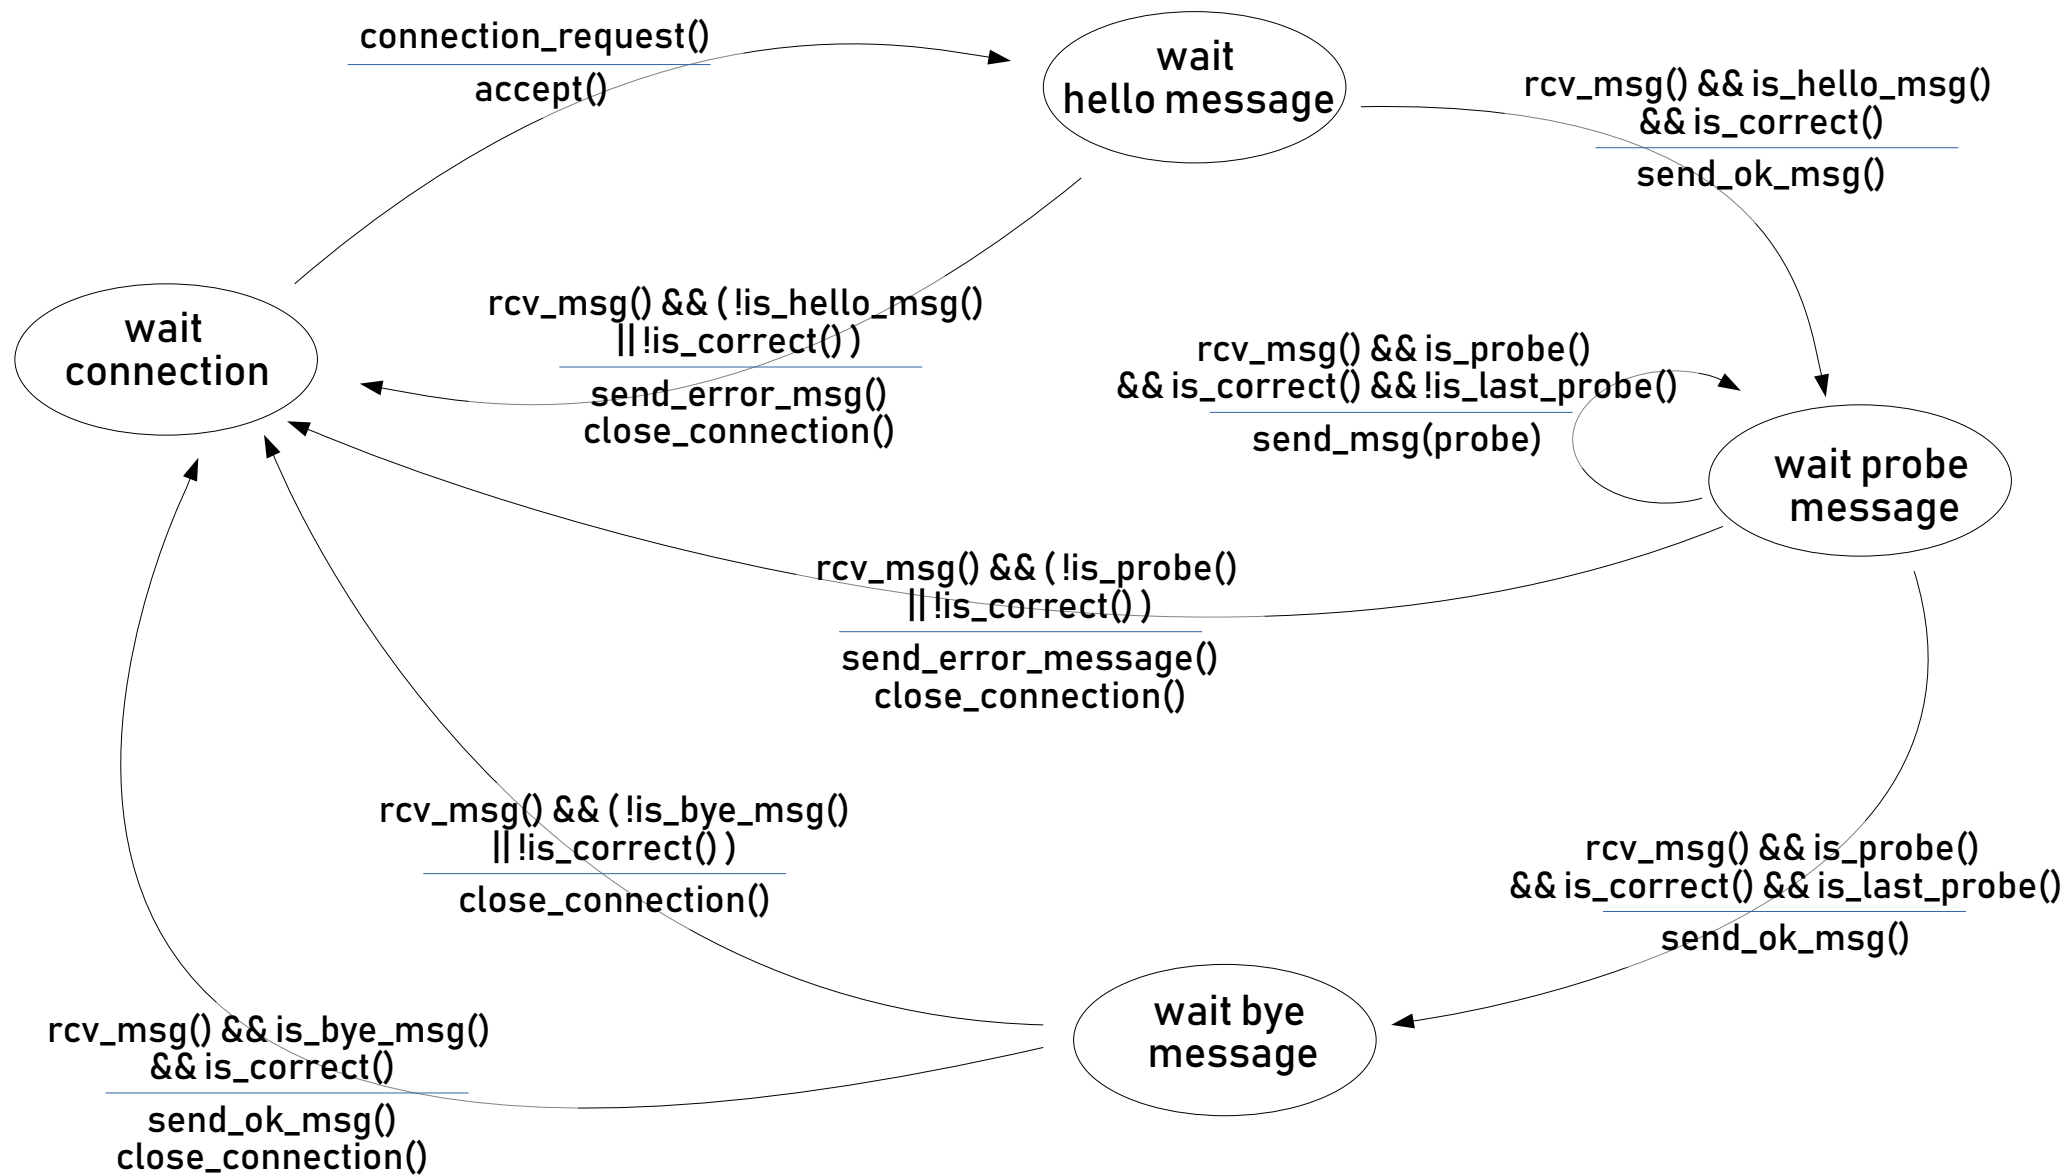 connection_request()
accept()
wait
hello message
rcv_msg() && is_hello_msg()
&& is_correct()
send_ok_msg()
wait
connection
rcv_msg() && ( !is_hello_msg()
|| !is_correct() )
send_error_msg()
close_connection()
rcv_msg() && is_probe()
&& is_correct() && !is_last_probe()
send_msg(probe)
wait probe
message
rcv_msg() && ( !is_probe()
|| !is_correct() )
send_error_message()
close_connection()
rcv_msg() && ( !is_bye_msg()
|| !is_correct() )
close_connection()
rcv_msg() && is_probe()
&& is_correct() && is_last_probe()
send_ok_msg()
wait bye
message
rcv_msg() && is_bye_msg()
&& is_correct()
send_ok_msg()
close_connection()